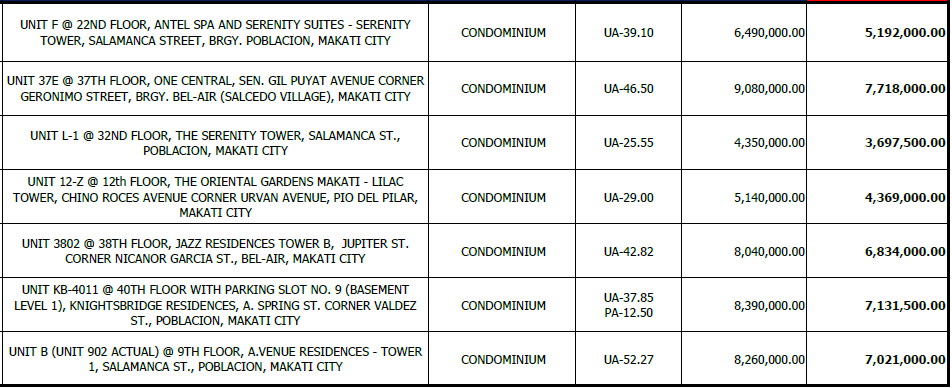 UNIT F @ 22ND FLOOR, ANTEL SPA AND SERENITY SUITES - SERENITY
TOWER, SALAMANCA STREET, BRGY. POBLACION, MAKATI CITY
CONDOMINIUM
UA-39.10
6,490,000.00
5,192,000.00
UNIT 37E @ 37TH FLOOR, ONE CENTRAL, SEN. GIL PUYAT AVENUE CORNER
GERONIMO STREET, BRGY. BEL-AIR (SALCEDO VILLAGE), MAKATI CITY
CONDOMINIUM
UA-46.50
9,080,000.00
7,718,000.00
UNIT L-1 @ 32ND FLOOR, THE SERENITY TOWER, SALAMANCA ST.,
POBLACION, MAKATI CITY
CONDOMINIUM
UA-25.55
4,350,000.00
3,697,500.00
UNIT 12-Z @ 12th FLOOR, THE ORIENTAL GARDENS MAKATI - LILAC
TOWER, CHINO ROCES AVENUE CORNER URVAN AVENUE, PIO DEL PILAR,
MAKATI CITY
CONDOMINIUM
UA-29.00
5,140,000.00
4,369,000.00
UNIT 3802 @ 38TH FLOOR, JAZZ RESIDENCES TOWER B, JUPITER ST.
CORNER NICANOR GARCIA ST., BEL-AIR, MAKATI CITY
CONDOMINIUM
UA-42.82
8,040,000.00
6,834,000.00
UNIT KB-4011 @ 40TH FLOOR WITH PARKING SLOT NO. 9 (BASEMENT
LEVEL 1), KNIGHTSBRIDGE RESIDENCES, A. SPRING ST. CORNER VALDEZ
ST., POBLACION, MAKATI CITY
CONDOMINIUM
UA-37.85
PA-12.50
8,390,000.00
7,131,500.00
UNIT B (UNIT 902 ACTUAL) @ 9TH FLOOR, A.VENUE RESIDENCES - TOWER
1, SALAMANCA ST., POBLACION, MAKATI CITY
CONDOMINIUM
UA-52.27
8,260,000.00
7,021,000.00